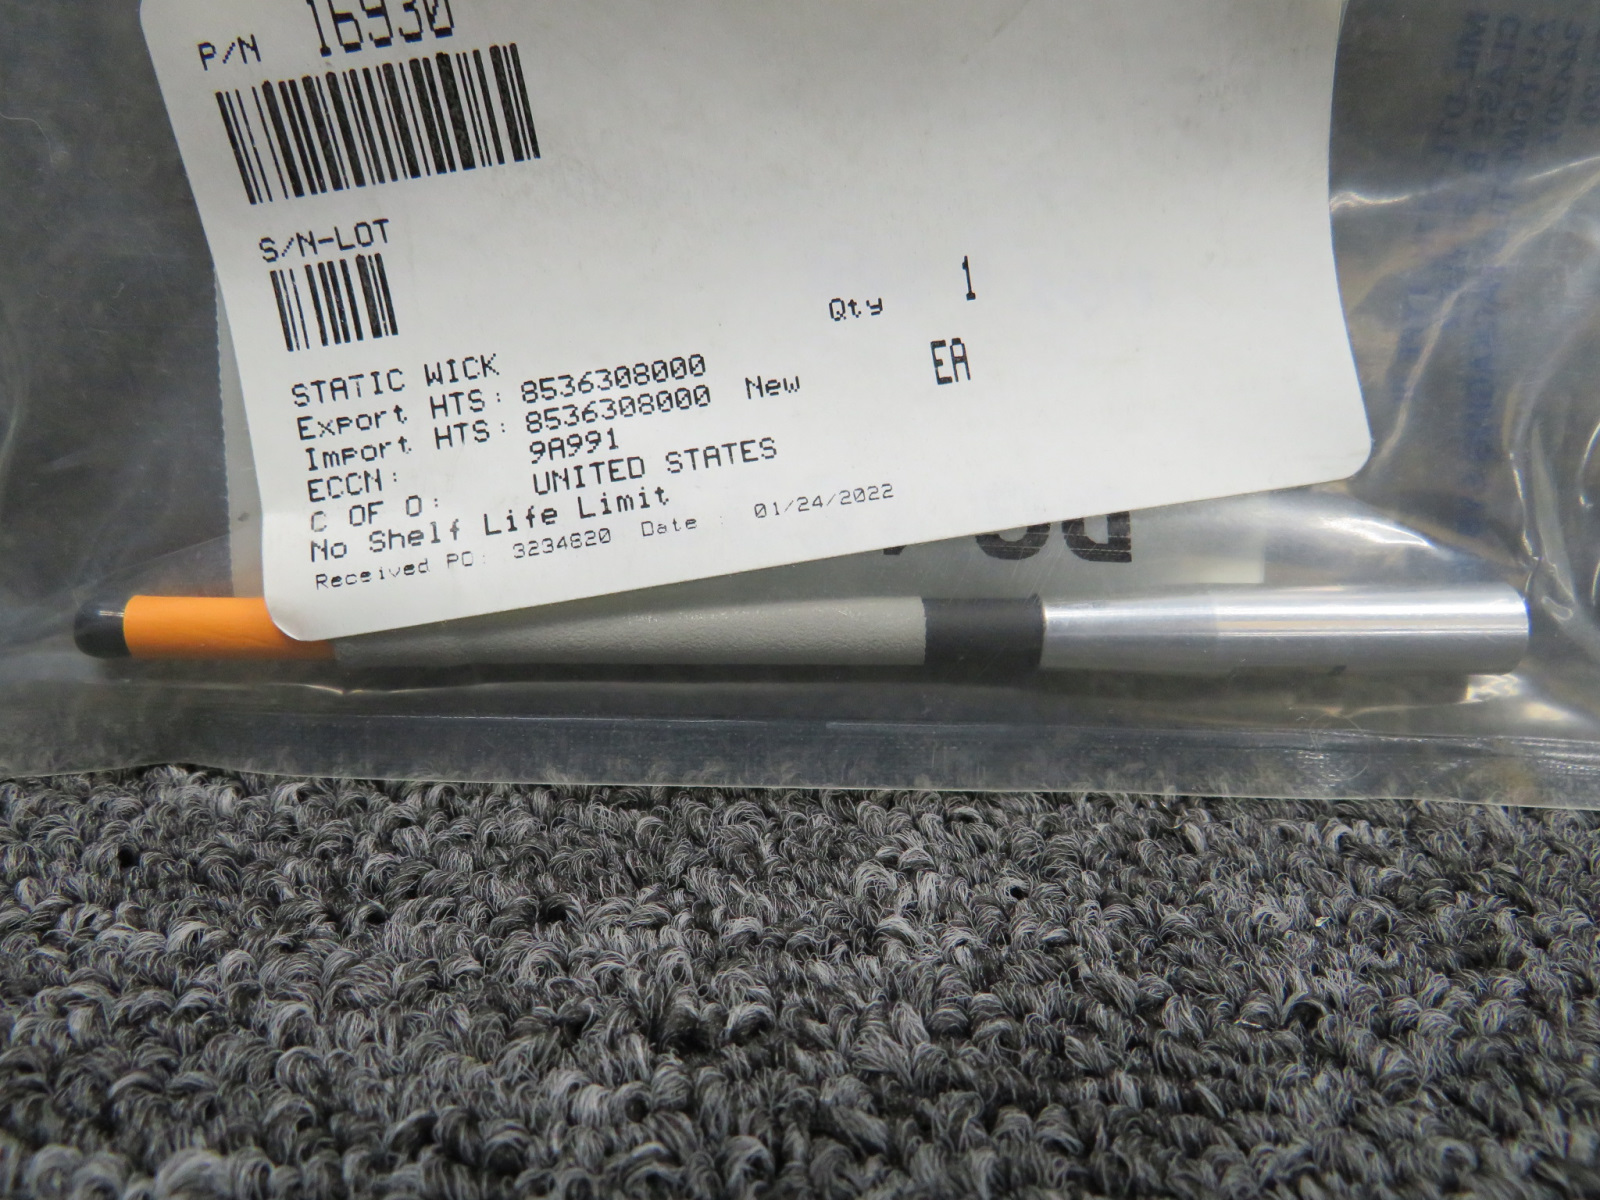 P/N 16930
S/N-LOT
Qty 1
STATIC WICK
EA
Export HTS: 8536308000
Import HTS: 8536308000 New
ECCN: 9A991
C OF O: UNITED STATES
No Shelf Life Limit
Received PO: 3234820 Date : 01/24/2022